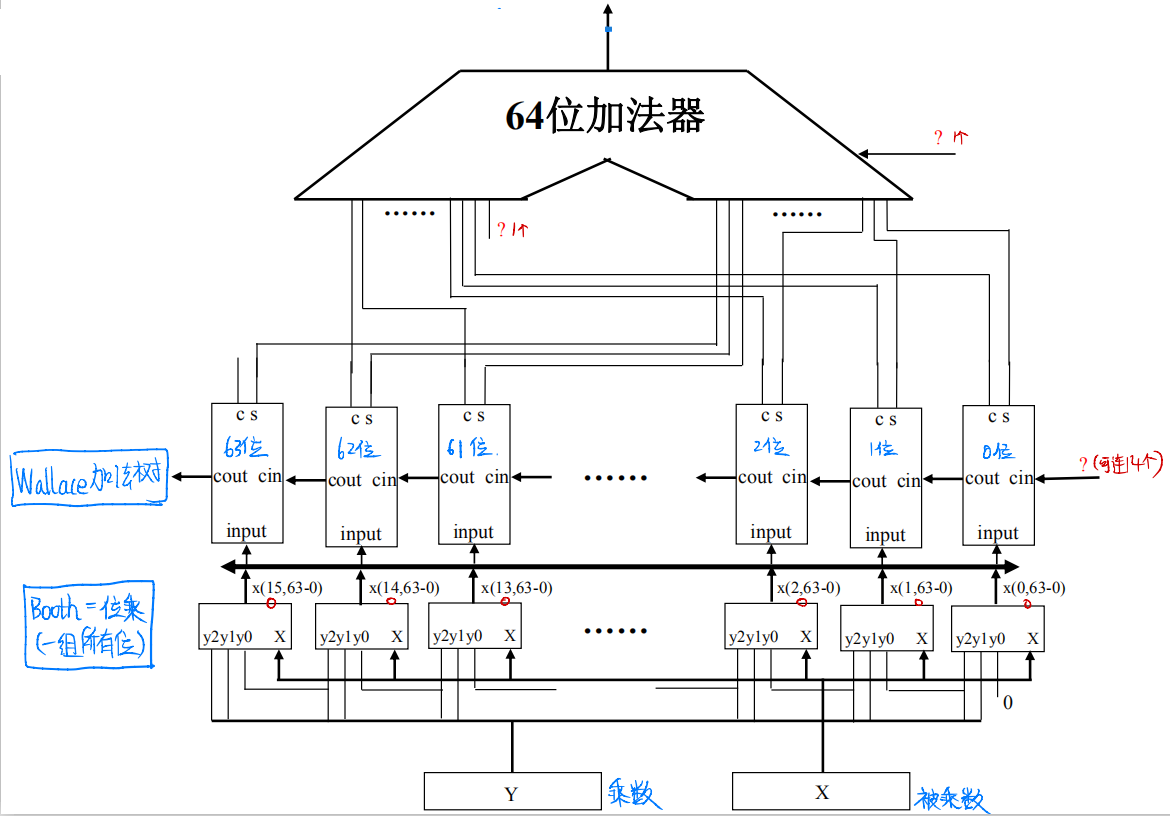 64位加法器
? 1个
......
......
? 1个
c s
c s
c s
c s
c s
c s
63位
62位
61位.
2位
1位
0位
Wallace加法树
cout cin
cout cin
cout cin
......
cout cin
cout cin
cout cin
? (可连14个)
input
input
input
input
input
input
x(15,63-0)
x(14,63-0)
x(13,63-0)
x(2,63-0)
x(1,63-0)
x(0,63-0)
Booth=位乘
(一组所有位)
y2y1y0 X
y2y1y0 X
y2y1y0 X
......
y2y1y0 X
y2y1y0 X
y2y1y0 X
0
Y
乘数
X
被乘数